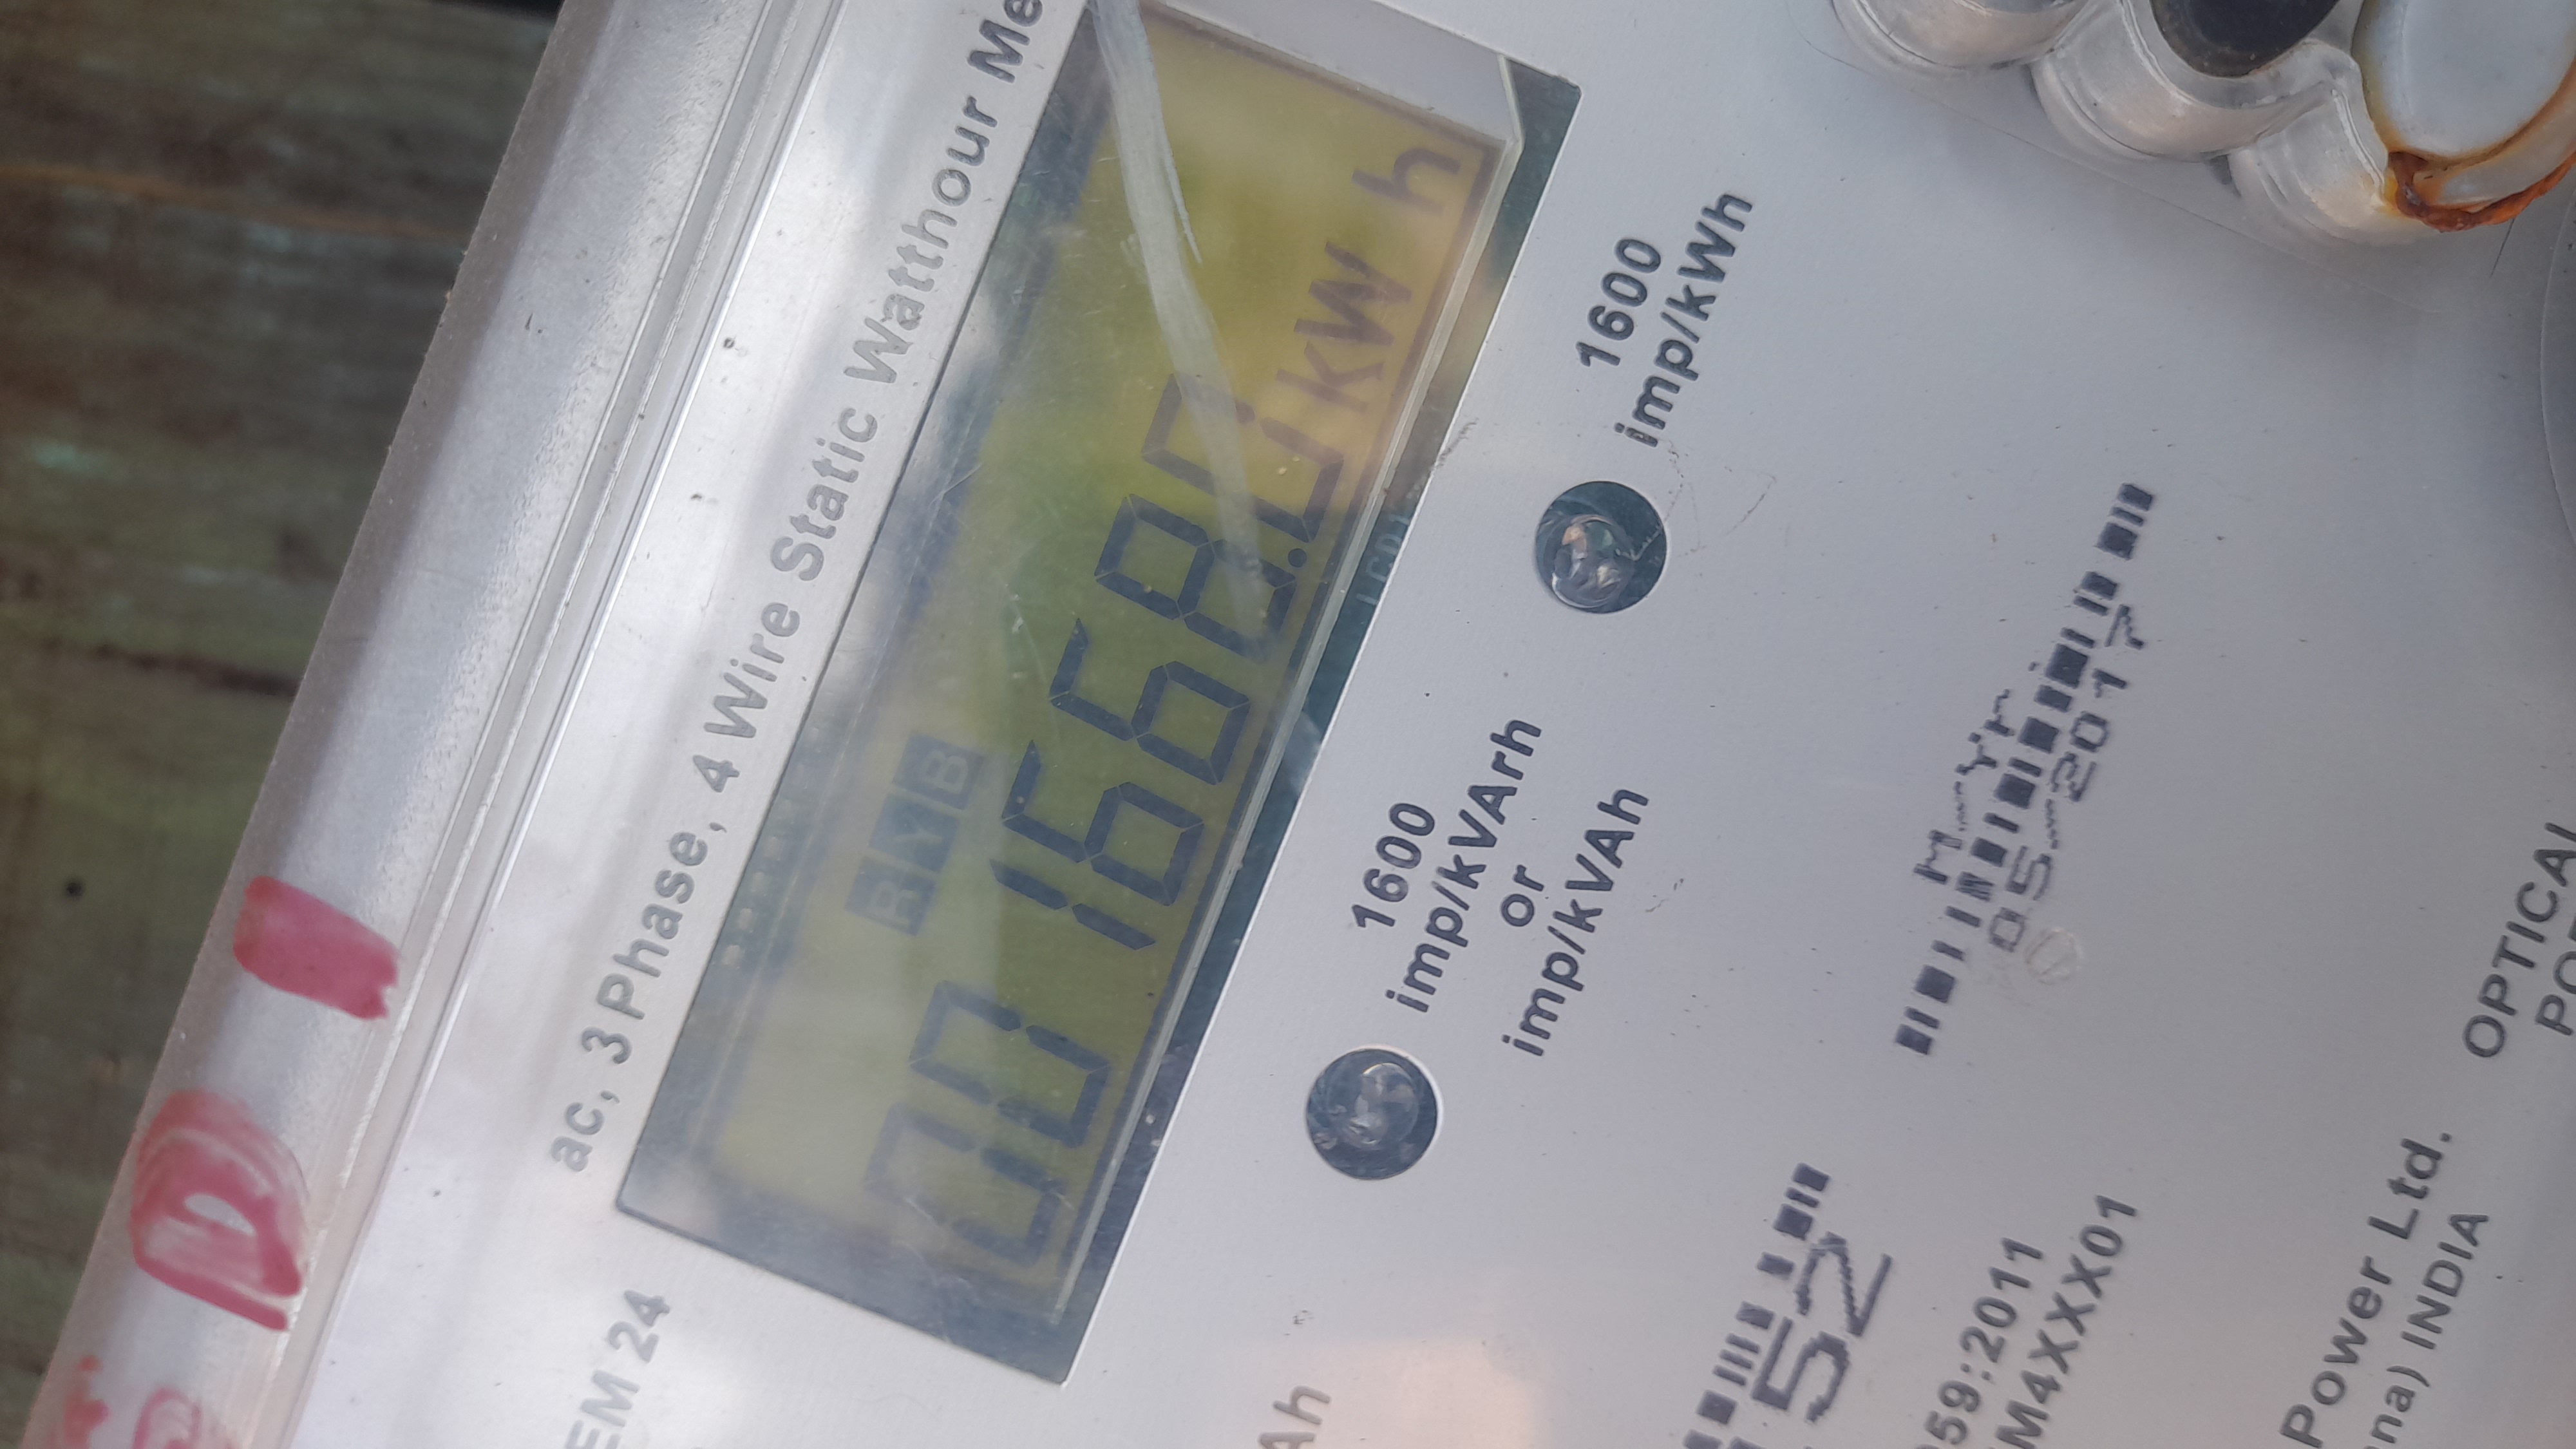 ac, 3 Phase, 4 Wire Static Watthour Me
EM 24
R Y B
001668.0 kW h
1600
imp/kVArh
or
imp/kVAh
1600
imp/kWh
Ah
M.Yr
05 2017
52
59:2011
M4XXX01
OPTICAL
Power Ltd.
na) INDIA